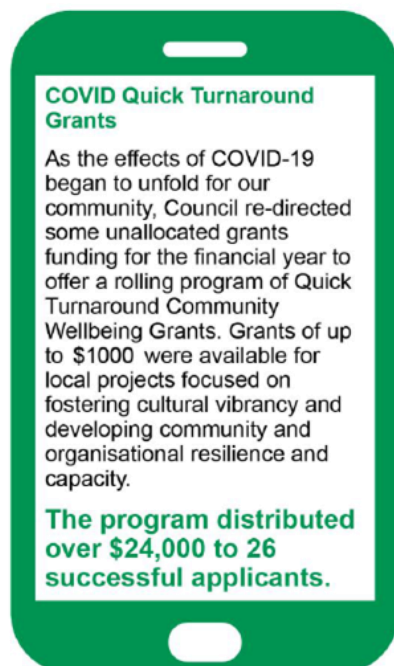 COVID Quick Turnaround
Grants
As the effects of COVID-19
began to unfold for our
community, Council re-directed
some unallocated grants
funding for the financial year to
offer a rolling program of Quick
Turnaround Community
Wellbeing Grants. Grants of up
to $1000 were available for
local projects focused on
fostering cultural vibrancy and
developing community and
organisational resilience and
capacity.
The program distributed
over $24,000 to 26
successful applicants.